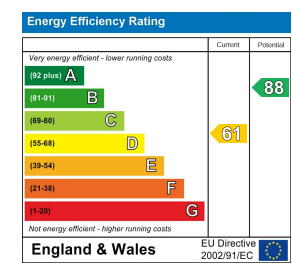 Energy Efficiency Rating
Current Potential
Very energy efficient - lower running costs
(92 plus) A
(81-91) B
88
(69-80) C
(55-68) D
61
(39-54) E
(21-38) F
(1-20) G
Not energy efficient - higher running costs
England & Wales
EU Directive
2002/91/EC